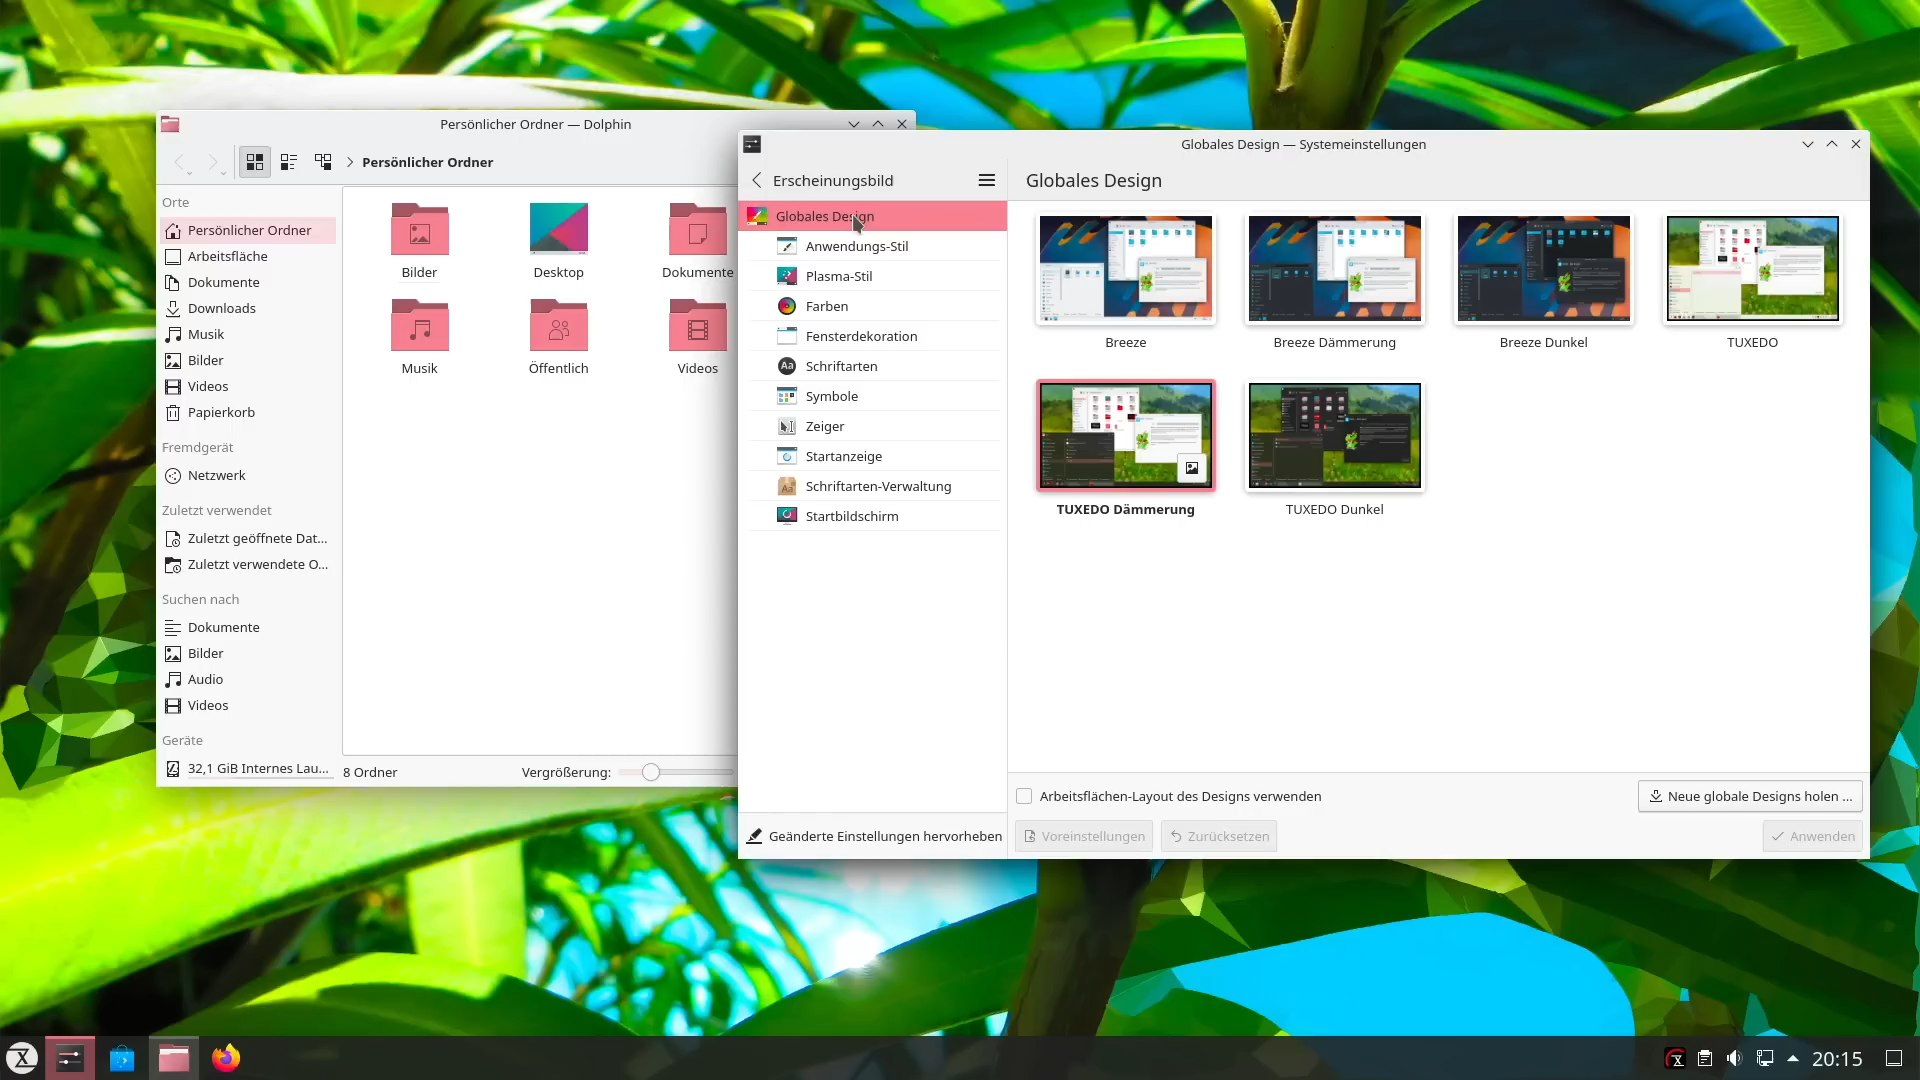 Persönlicher Ordner — Dolphin
Persönlicher Ordner
Orte
Persönlicher Ordner
Arbeitsfläche
Dokumente
Downloads
Musik
Bilder
Videos
Papierkorb
Fremdgerät
Netzwerk
Zuletzt verwendet
Zuletzt geöffnete Dat...
Zuletzt verwendete O...
Suchen nach
Dokumente
Bilder
Audio
Videos
Geräte
32,1 GiB Internes Lau...
Bilder
Desktop
Dokumente
Musik
Öffentlich
Videos
8 Ordner
Vergrößerung:
Globales Design — Systemeinstellungen
Erscheinungsbild
Globales Design
Anwendungs-Stil
Plasma-Stil
Farben
Fensterdekoration
Schriftarten
Symbole
Zeiger
Startanzeige
Schriftarten-Verwaltung
Startbildschirm
Geänderte Einstellungen hervorheben
Globales Design
Breeze
Breeze Dämmerung
Breeze Dunkel
TUXEDO
TUXEDO Dämmerung
TUXEDO Dunkel
Arbeitsflächen-Layout des Designs verwenden
Neue globale Designs holen ...
Voreinstellungen
Zurücksetzen
Anwenden
20:15